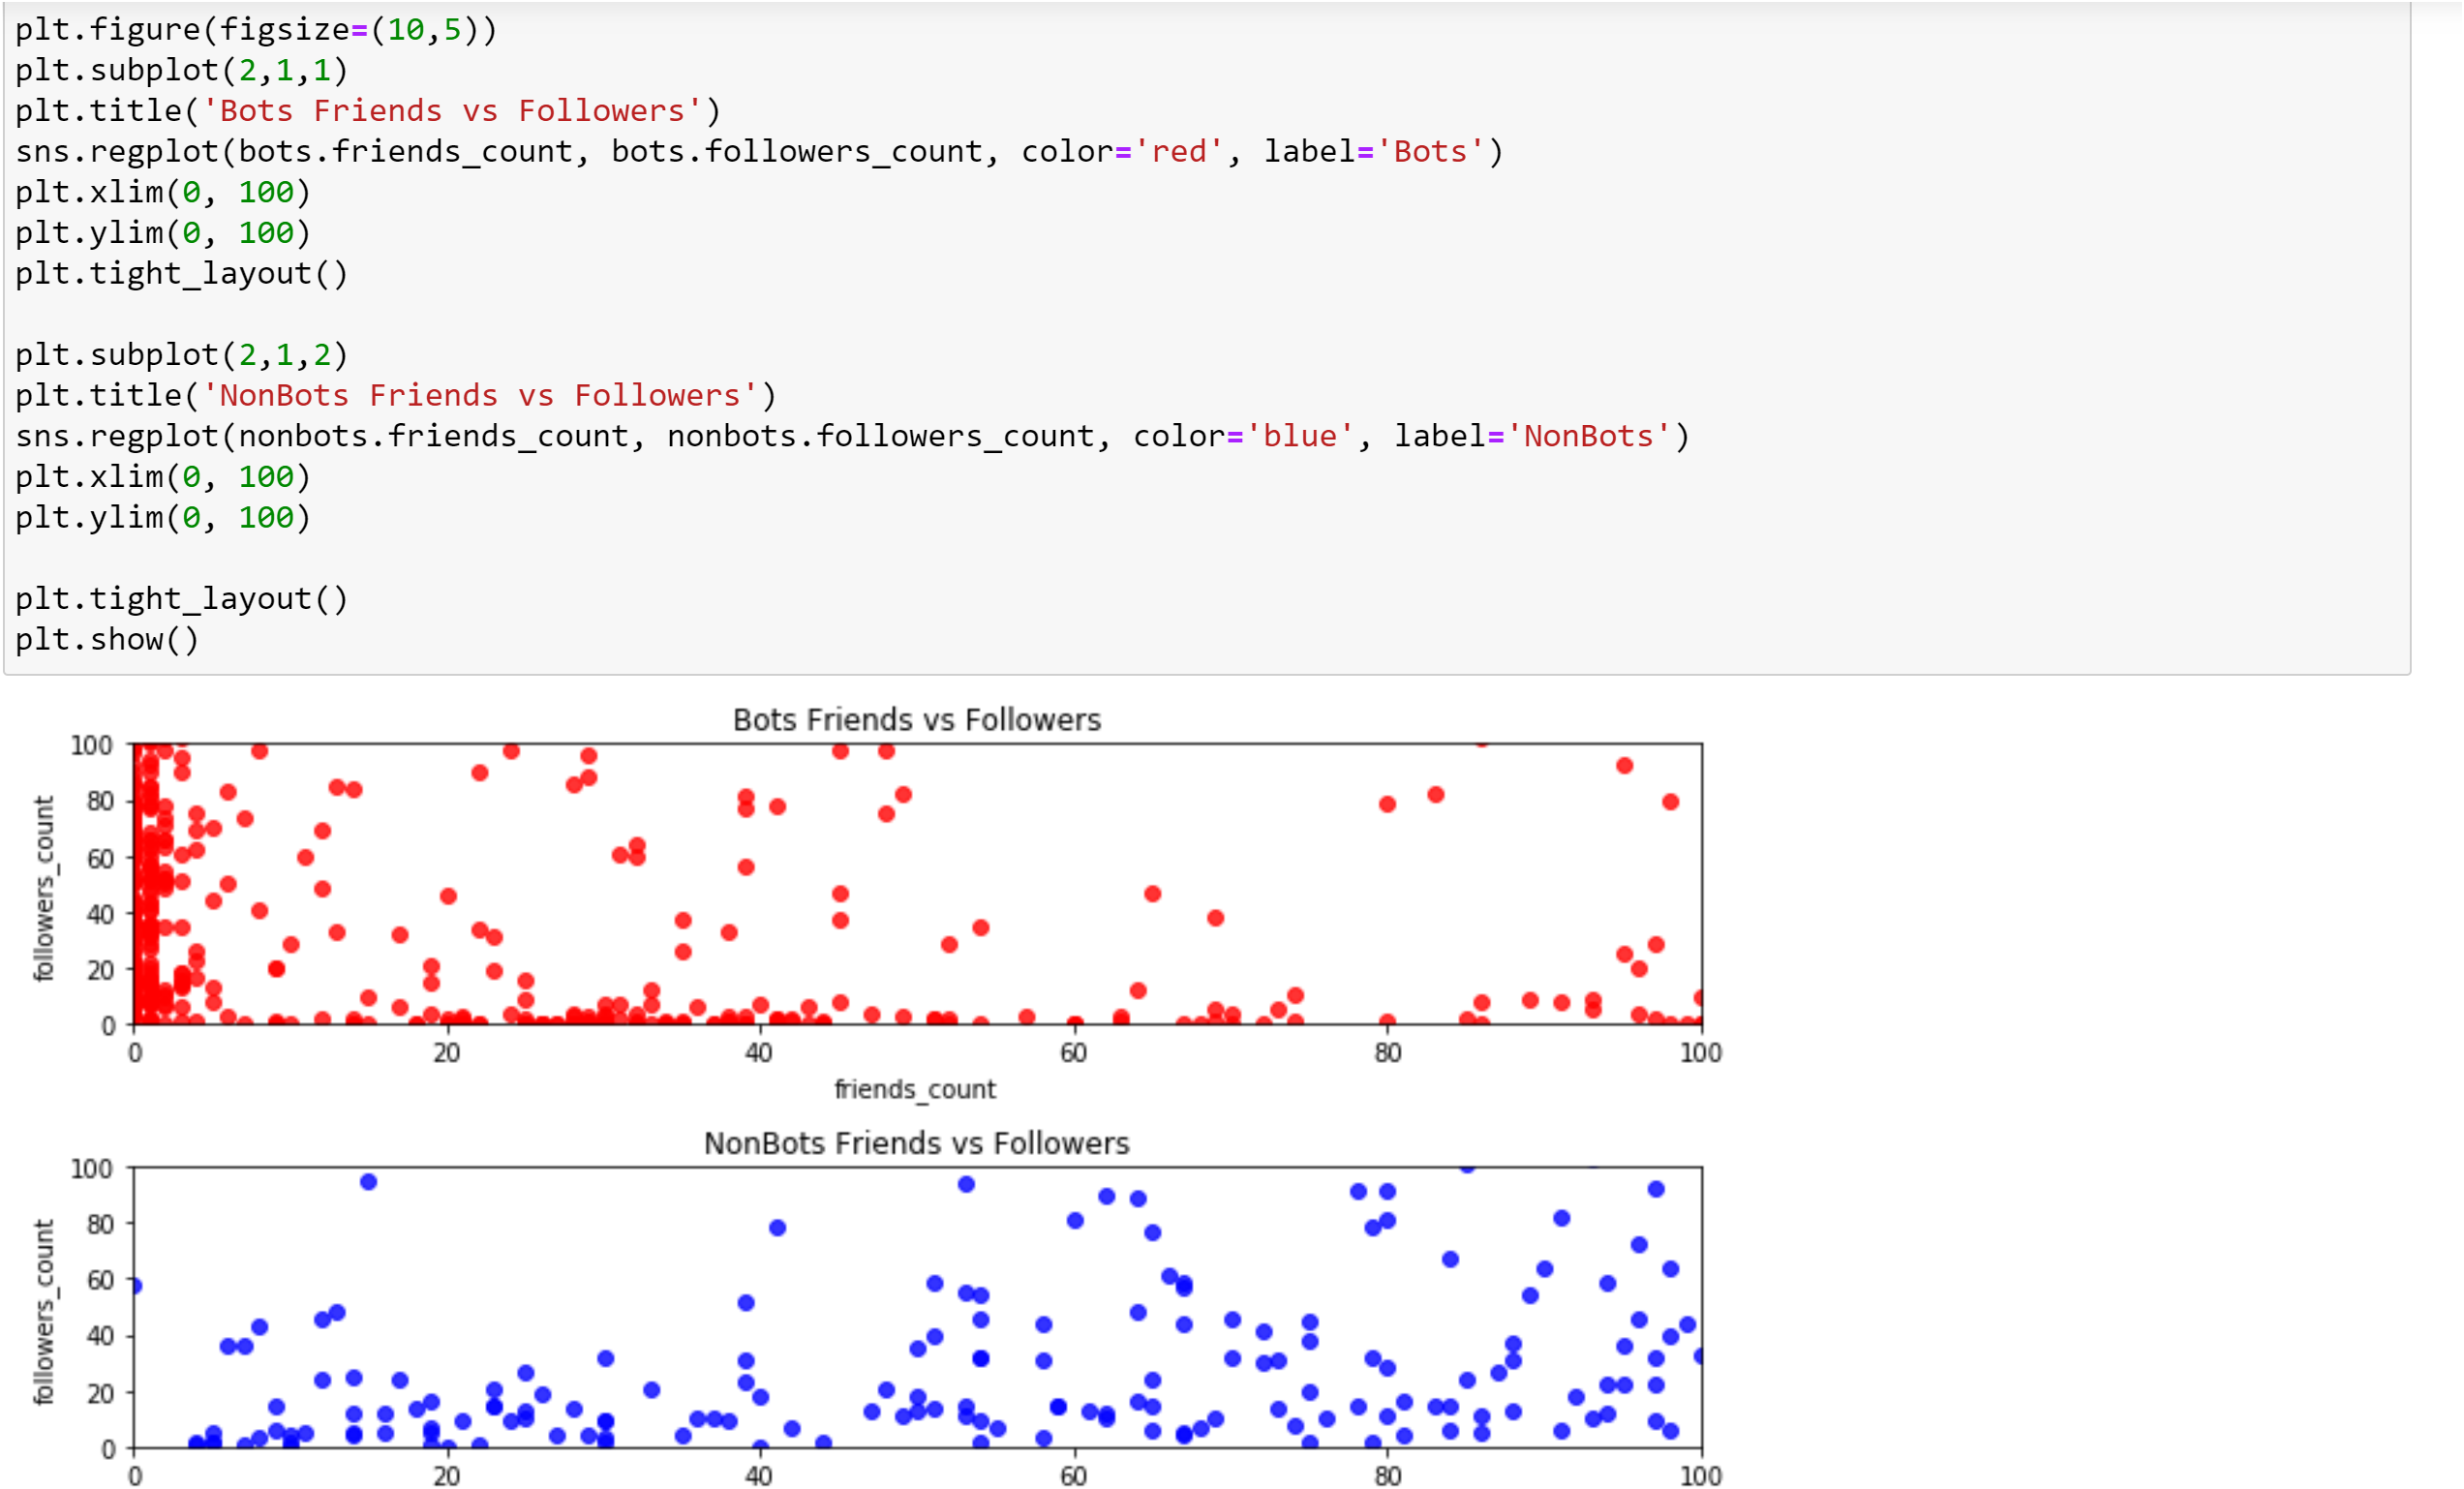 plt.figure(figsize=(10,5))
plt.subplot(2,1,1)
plt.title('Bots Friends vs Followers')
sns.regplot(bots.friends_count, bots.followers_count, color='red', label='Bots')
plt.xlim(0, 100)
plt.ylim(0, 100)
plt.tight_layout()
plt.subplot(2,1,2)
plt.title('NonBots Friends vs Followers')
sns.regplot(nonbots.friends_count, nonbots.followers_count, color='blue', label='NonBots')
plt.xlim(0, 100)
plt.ylim(0, 100)
plt.tight_layout()
plt.show()
Bots Friends vs Followers
100
80
60
40
20
0
followers_count
0 20 40 60 80 100
friends_count
NonBots Friends vs Followers
100
80
60
40
20
0
followers_count
0 20 40 60 80 100